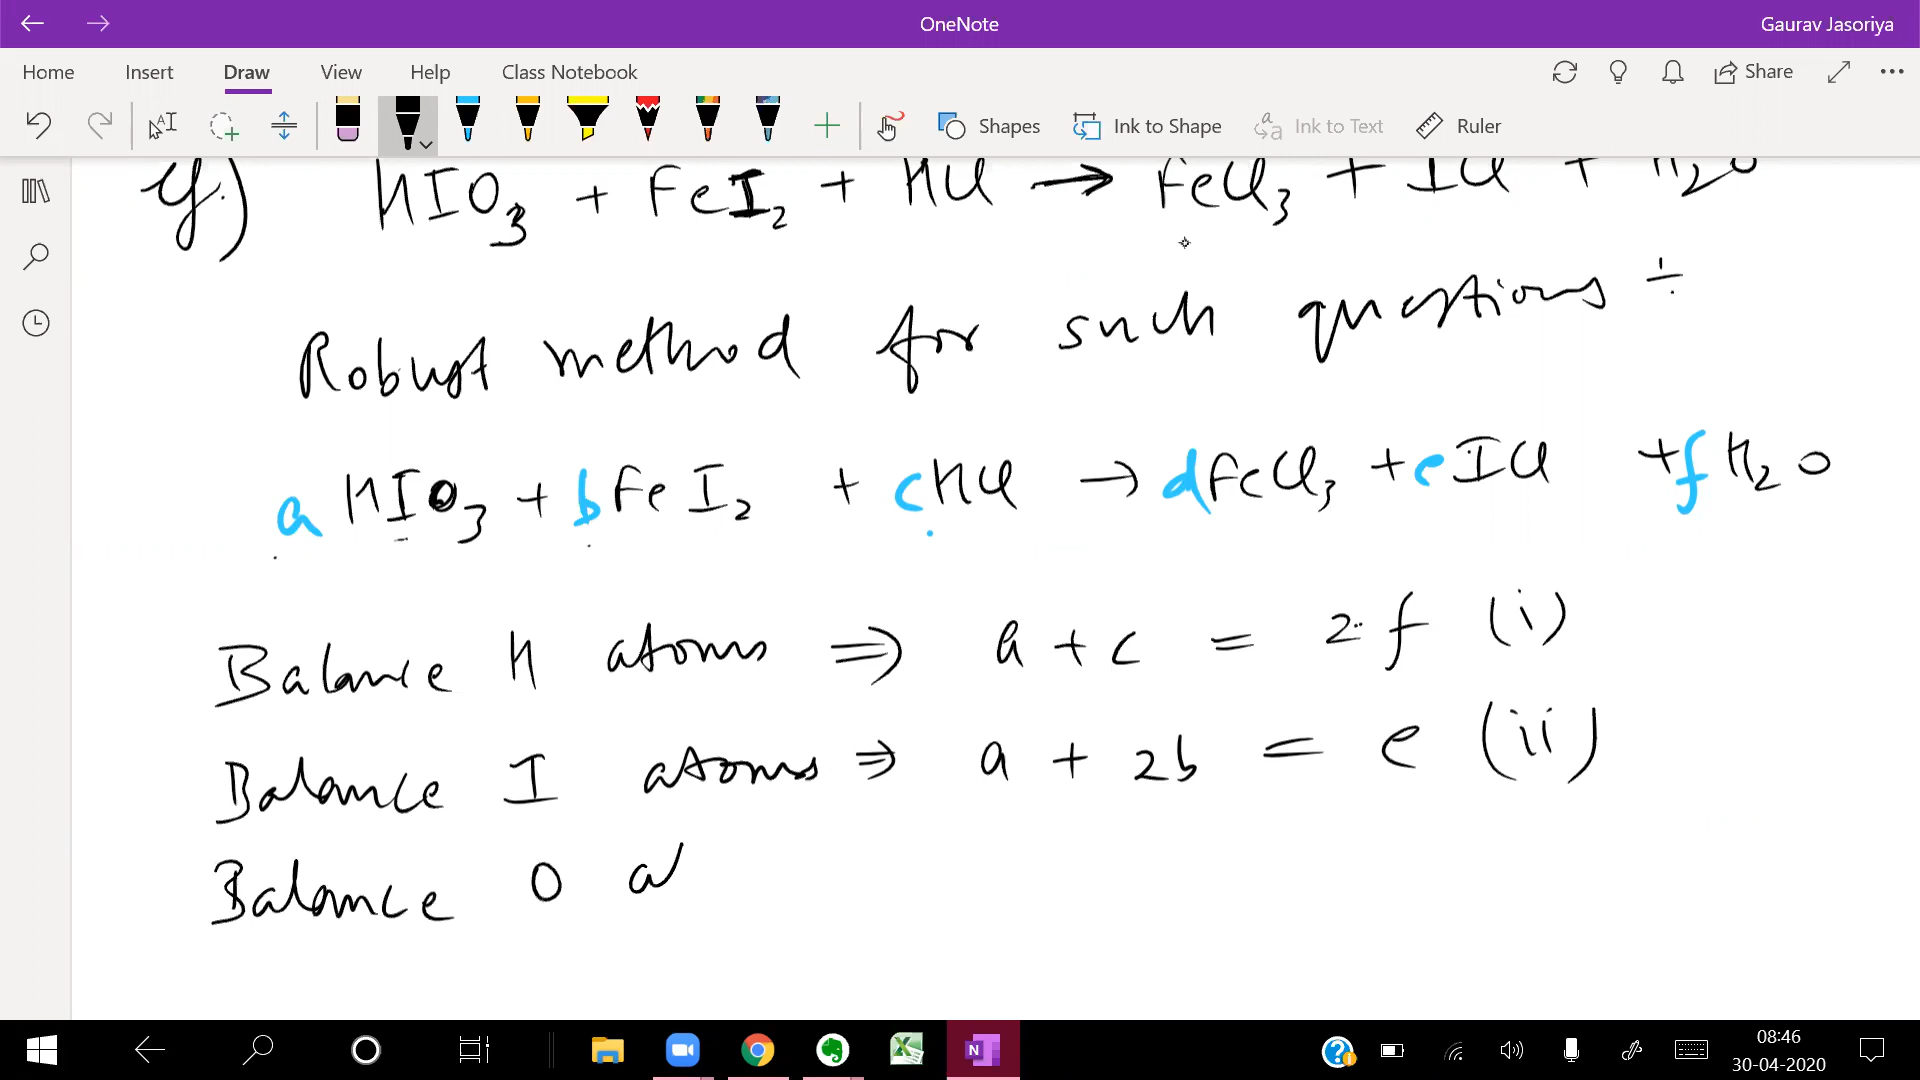 OneNote
Gaurav Jasoriya
Home Insert Draw View Help Class Notebook Share
Shapes Ink to Shape Ink to Text Ruler
eg.) HIO3 + FeI2 + HCl → FeCl3 + ICl + H2O
Robust method for such questions ÷
a HIO3 + b FeI2 + c HCl → d FeCl3 + e ICl + f H2O
Balance H atoms ⇒ a + c = 2f (i)
Balance I atoms ⇒ a + 2b = e (ii)
Balance O at
08:46
30-04-2020